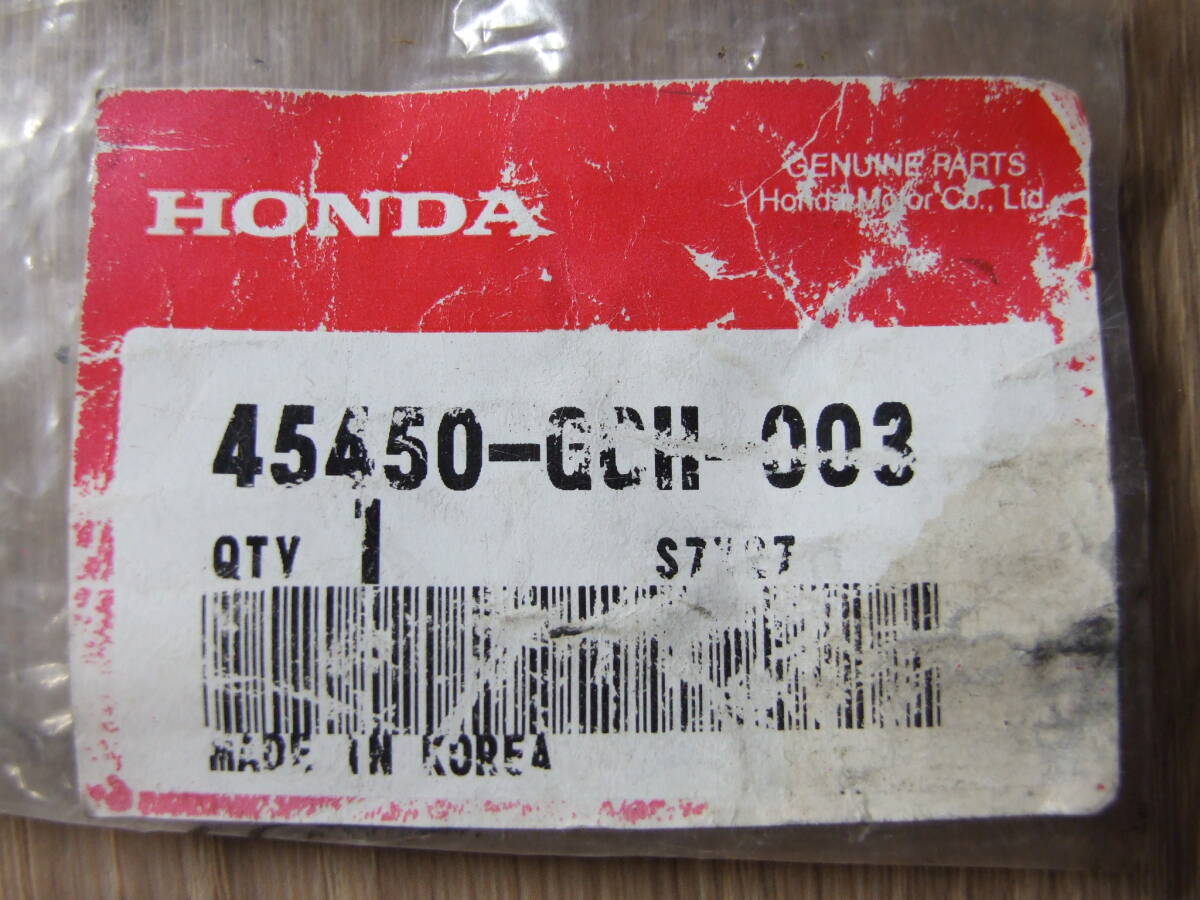 HONDA
GENUINE PARTS
Honda Motor Co., Ltd.
45450-GCH-003
QTY 1
MADE IN KOREA